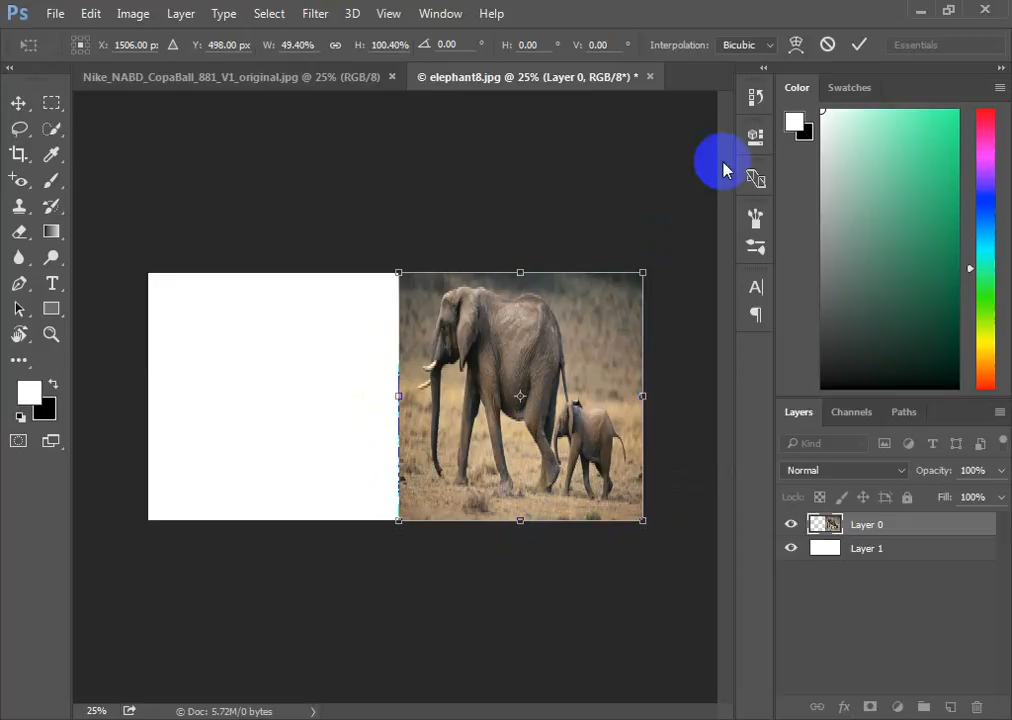 Ps File Edit Image Layer Type Select Filter 3D View Window Help
X: 1506.00 px Y: 498.00 px W: 49.40% H: 100.40% 0.00 ° H: 0.00 ° V: 0.00 ° Interpolation: Bicubic Essentials
Nike_NABD_CopaBall_881_V1_original.jpg @ 25% (RGB/8) × © elephant8.jpg @ 25% (Layer 0, RGB/8*) * ×
Color Swatches
Layers Channels Paths
Kind
Normal Opacity: 100%
Lock: Fill: 100%
Layer 0
Layer 1
25% © Doc: 5.72M/0 bytes